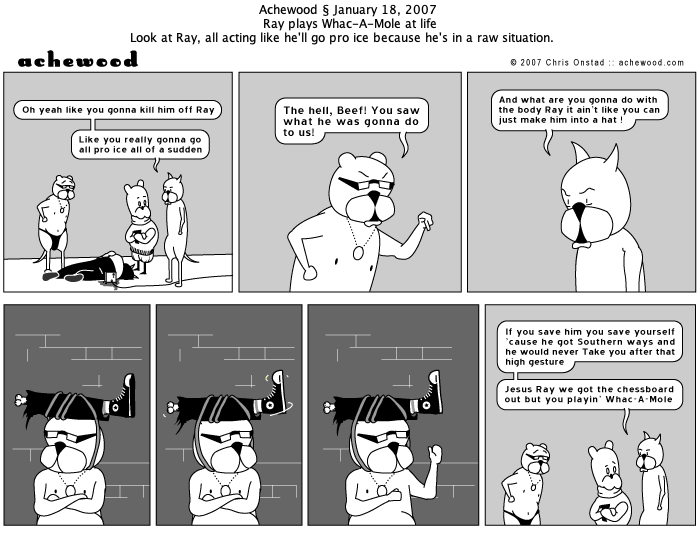 Achewood § January 18, 2007
Ray plays Whac-A-Mole at life
Look at Ray, all acting like he'll go pro ice because he's in a raw situation.
achewood
© 2007 Chris Onstad :: achewood.com
Oh yeah like you gonna kill him off Ray
Like you really gonna go
all pro ice all of a sudden
The hell, Beef! You saw
what he was gonna do
to us!
And what are you gonna do with
the body Ray it ain't like you can
just make him into a hat !
If you save him you save yourself
`cause he got Southern ways and
he would never Take you after that
high gesture
Jesus Ray we got the chessboard
out but you playin' Whac-A-Mole